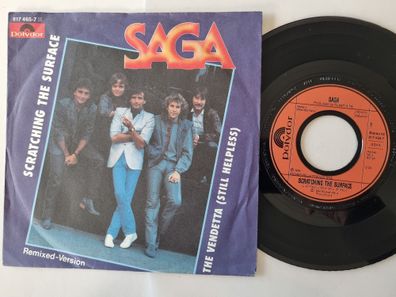 Polydor
817 465-7
SAGA
SCRATCHING THE SURFACE
THE VENDETTA (STILL HELPLESS)
Remixed-Version
SAGA
Polydor
SCRATCHING THE SURFACE